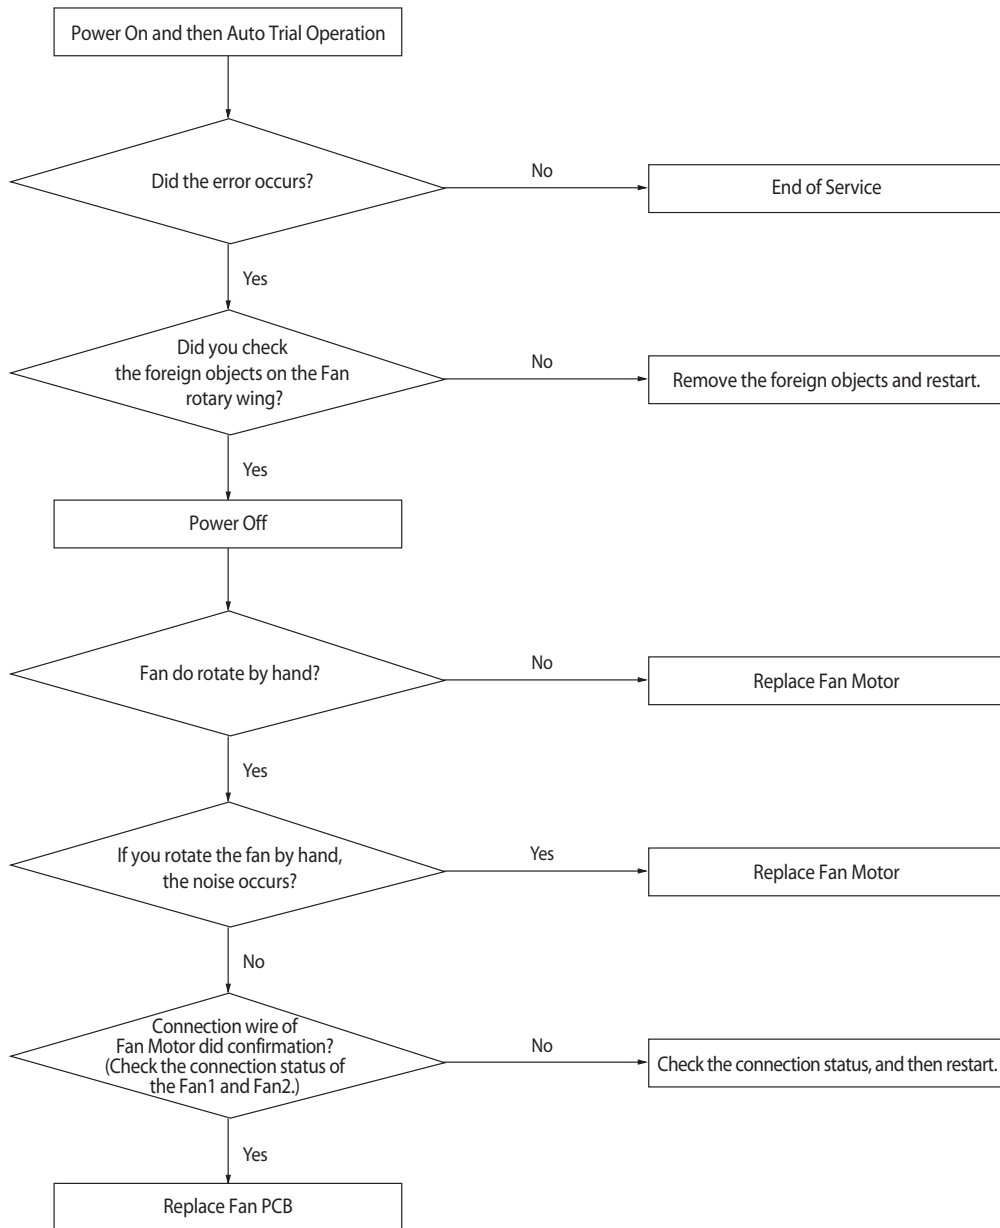 Power On and then Auto Trial Operation
Did the error occurs?
No
End of Service
Yes
Did you check
the foreign objects on the Fan
rotary wing?
No
Remove the foreign objects and restart.
Yes
Power Off
Fan do rotate by hand?
No
Replace Fan Motor
Yes
If you rotate the fan by hand,
the noise occurs?
Yes
Replace Fan Motor
No
Connection wire of
Fan Motor did confirmation?
(Check the connection status of
the Fan1 and Fan2.)
No
Check the connection status, and then restart.
Yes
Replace Fan PCB